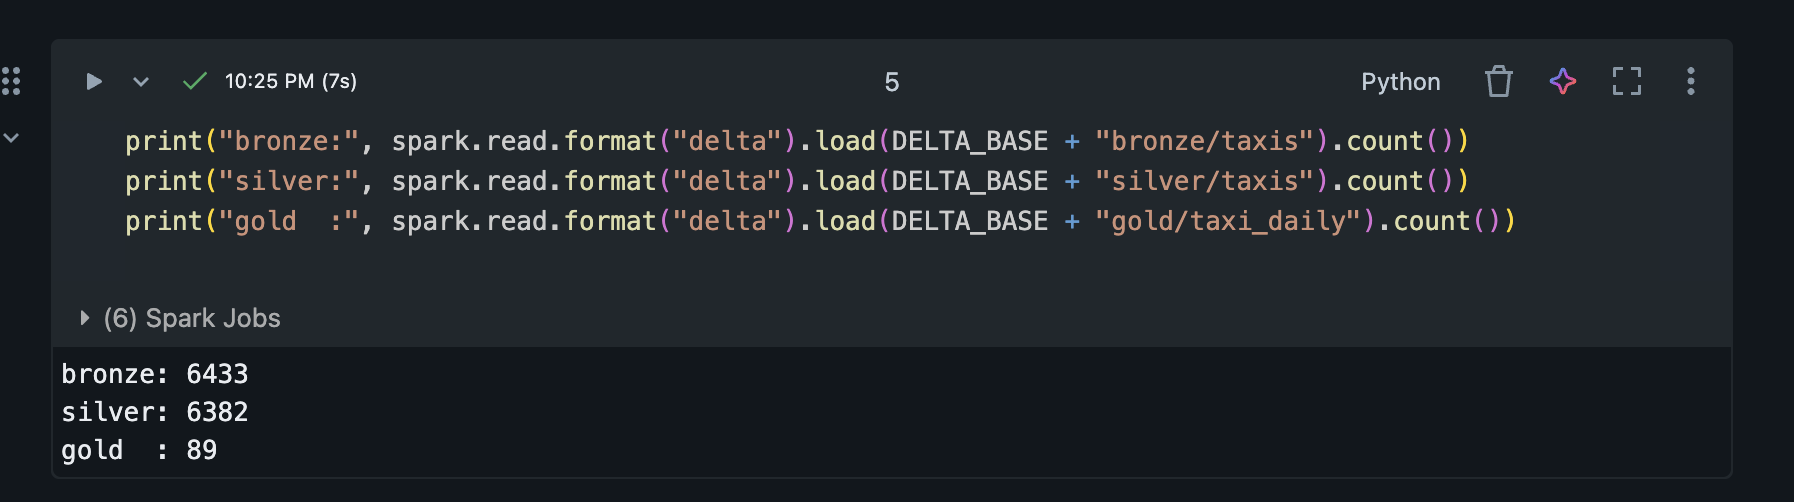 10:25 PM (7s)
5
Python
print("bronze:", spark.read.format("delta").load(DELTA_BASE + "bronze/taxis").count())
print("silver:", spark.read.format("delta").load(DELTA_BASE + "silver/taxis").count())
print("gold  :", spark.read.format("delta").load(DELTA_BASE + "gold/taxi_daily").count())
(6) Spark Jobs
bronze: 6433
silver: 6382
gold  : 89